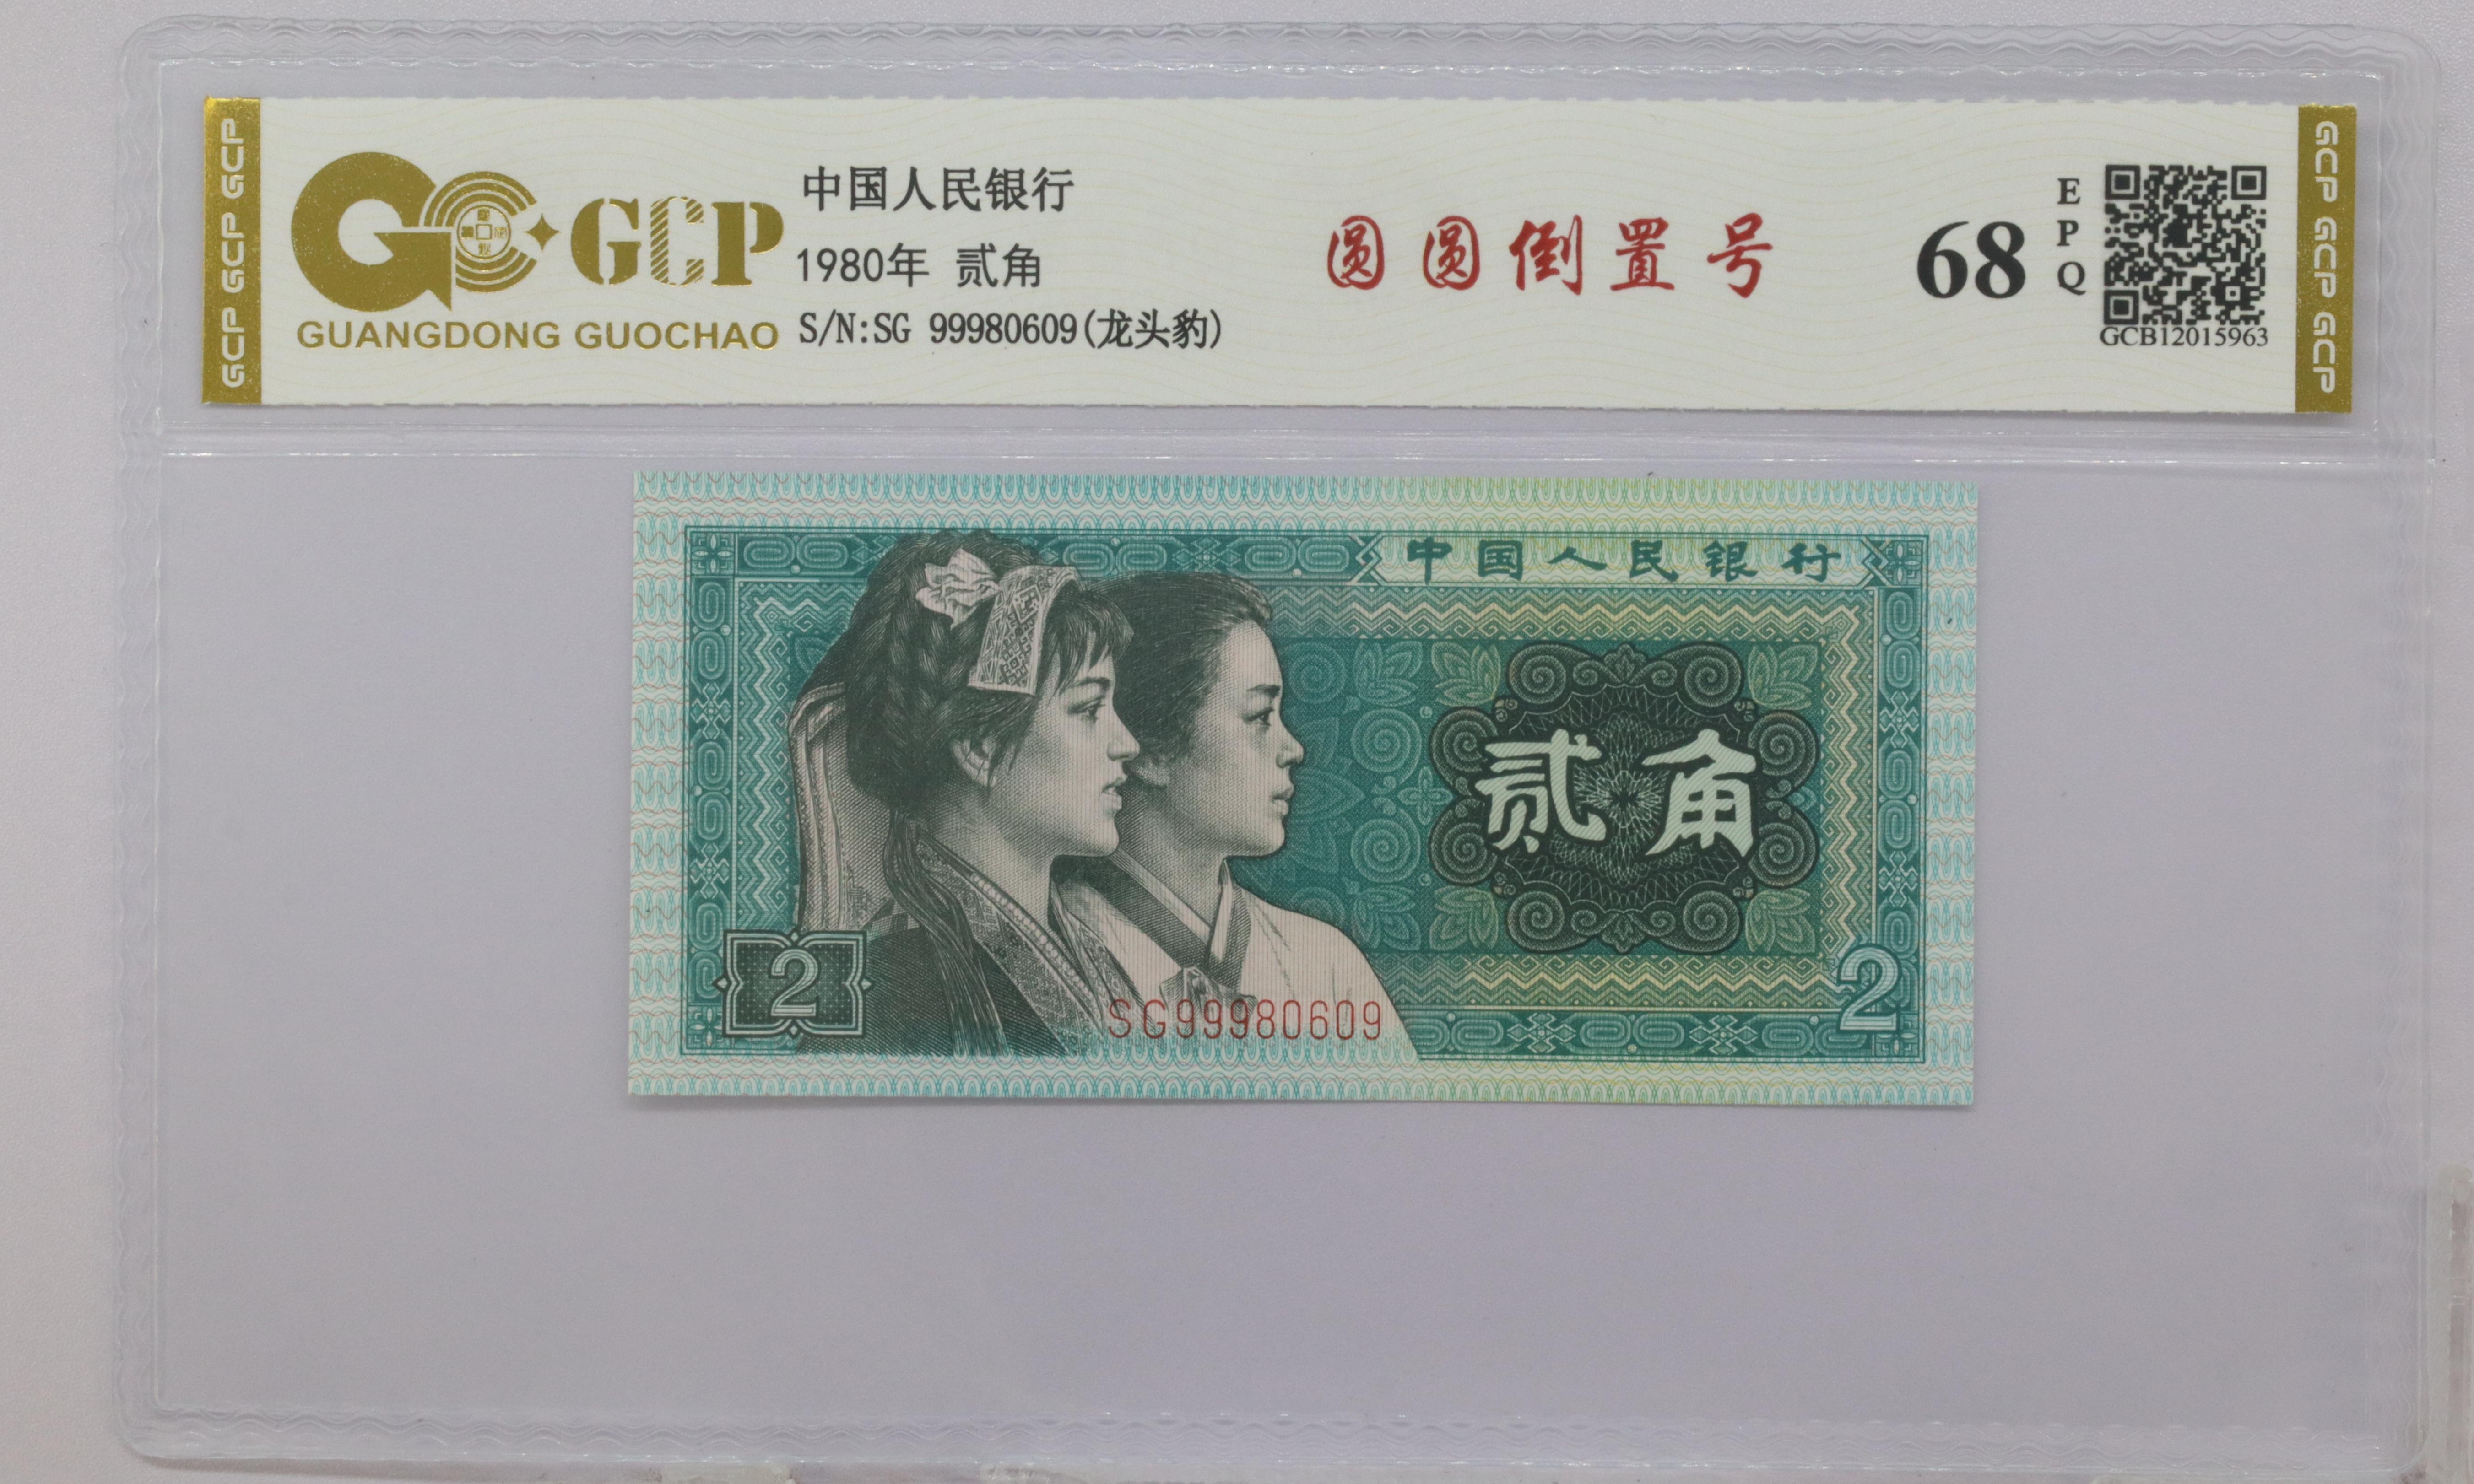 GCP GCP GCP
GCP
GUANGDONG GUOCHAO
中国人民银行
1980年 贰角
S/N:SG 99980609(龙头豹)
圆圆倒置号
68
EPQ
GCB12015963
GCP GCP GCP
中国人民银行
贰角
2
SG99980609
2